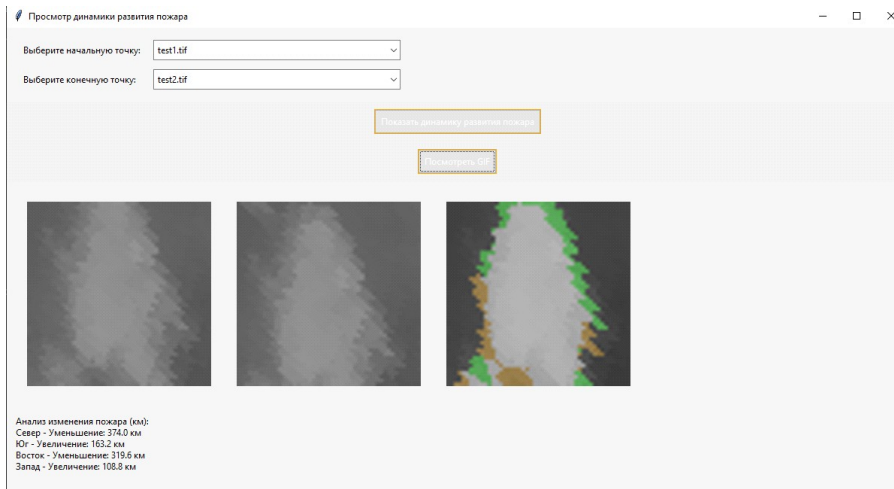 Просмотр динамики развития пожара
Выберите начальную точку: test1.tif
Выберите конечную точку: test2.tif
Показать динамику развития пожара
Посмотреть GIF
Анализ изменения пожара (км):
Север - Уменьшение: 374.0 км
Юг - Увеличение: 163.2 км
Восток - Уменьшение: 319.6 км
Запад - Увеличение: 108.8 км